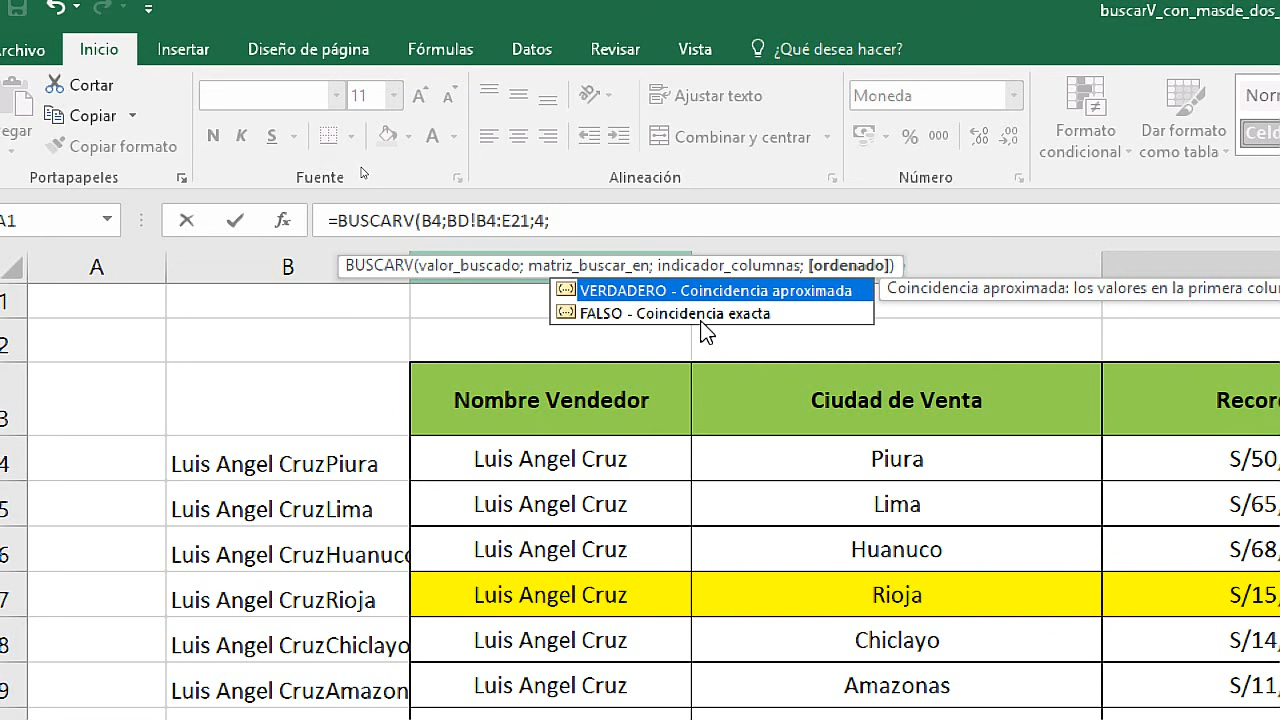 buscarV_con_masde_dos_
Archivo Inicio Insertar Diseño de página Fórmulas Datos Revisar Vista ¿Qué desea hacer?
Cortar
Copiar
Copiar formato
11
Ajustar texto
Combinar y centrar
Moneda
% 000
Formato condicional
Dar formato como tabla
N K S
Portapapeles Fuente Alineación Número
A1
=BUSCARV(B4;BD!B4:E21;4;
BUSCARV(valor_buscado; matriz_buscar_en; indicador_columnas; [ordenado])
VERDADERO - Coincidencia aproximada
Coincidencia aproximada: los valores en la primera colu
FALSO - Coincidencia exacta
A B
1
2
3 Nombre Vendedor Ciudad de Venta Recor
4 Luis Angel CruzPiura Luis Angel Cruz Piura S/50,
5 Luis Angel CruzLima Luis Angel Cruz Lima S/65,
6 Luis Angel CruzHuanuco Luis Angel Cruz Huanuco S/68,
7 Luis Angel CruzRioja Luis Angel Cruz Rioja S/15,
8 Luis Angel CruzChiclayo Luis Angel Cruz Chiclayo S/14,
9 Luis Angel CruzAmazon Luis Angel Cruz Amazonas S/11,